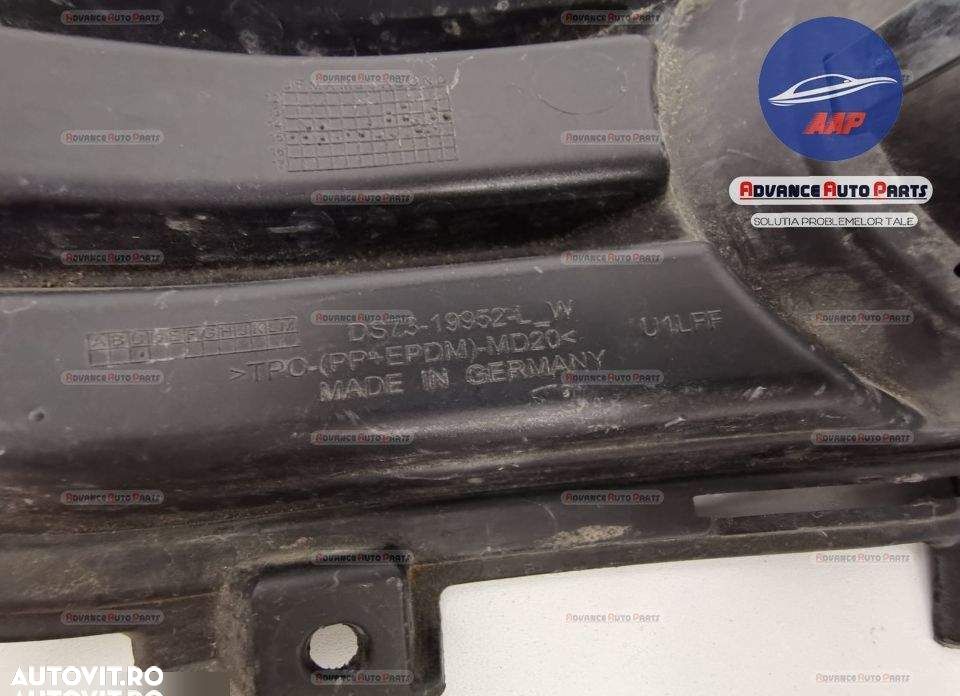 AAP
ADVANCE AUTO PARTS
SOLUTIA PROBLEMELOR TALE
DS73-19952-L_W
U1LFF
>TPO-(PP+EPDM)-MD20<
MADE IN GERMANY
AUTOVIT.RO